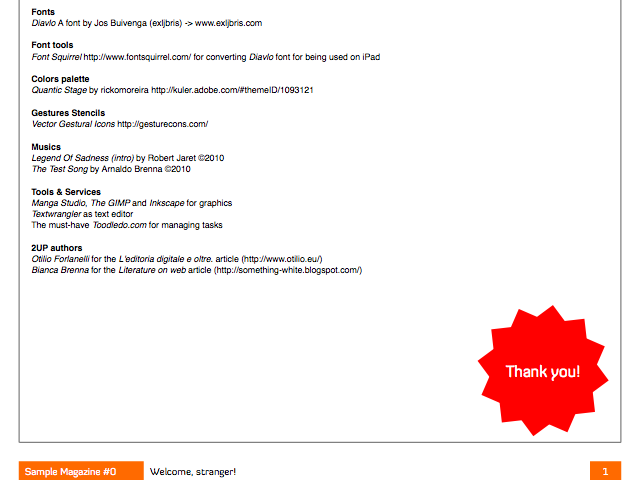 Fonts
Diavlo A font by Jos Buivenga (exljbris) -> www.exljbris.com
Font tools
Font Squirrel http://www.fontsquirrel.com/ for converting Diavlo font for being used on iPad
Colors palette
Quantic Stage by rickomoreira http://kuler.adobe.com/#themeID/1093121
Gestures Stencils
Vector Gestural Icons http://gesturecons.com/
Musics
Legend Of Sadness (intro) by Robert Jaret ©2010
The Test Song by Arnaldo Brenna ©2010
Tools & Services
Manga Studio, The GIMP and Inkscape for graphics
Textwrangler as text editor
The must-have Toodledo.com for managing tasks
2UP authors
Otilio Forlanelli for the L'editoria digitale e oltre. article (http://www.otilio.eu/)
Bianca Brenna for the Literature on web article (http://something-white.blogspot.com/)
Thank you!
Sample Magazine #0 Welcome, stranger! 1